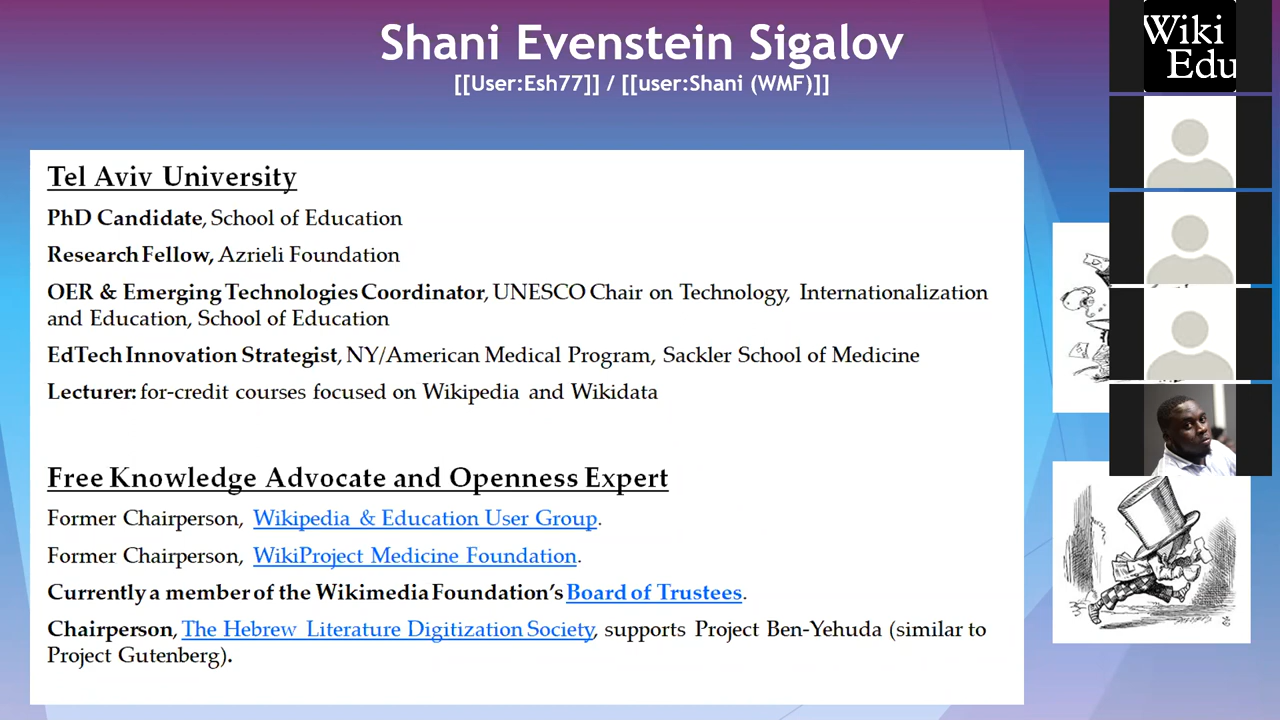 Shani Evenstein Sigalov
[[User:Esh77]] / [[user:Shani (WMF)]]
Wiki
Edu
Tel Aviv University
PhD Candidate, School of Education
Research Fellow, Azrieli Foundation
OER & Emerging Technologies Coordinator, UNESCO Chair on Technology, Internationalization
and Education, School of Education
EdTech Innovation Strategist, NY/American Medical Program, Sackler School of Medicine
Lecturer: for-credit courses focused on Wikipedia and Wikidata
Free Knowledge Advocate and Openness Expert
Former Chairperson, Wikipedia & Education User Group.
Former Chairperson, WikiProject Medicine Foundation.
Currently a member of the Wikimedia Foundation's Board of Trustees.
Chairperson, The Hebrew Literature Digitization Society, supports Project Ben-Yehuda (similar to
Project Gutenberg).